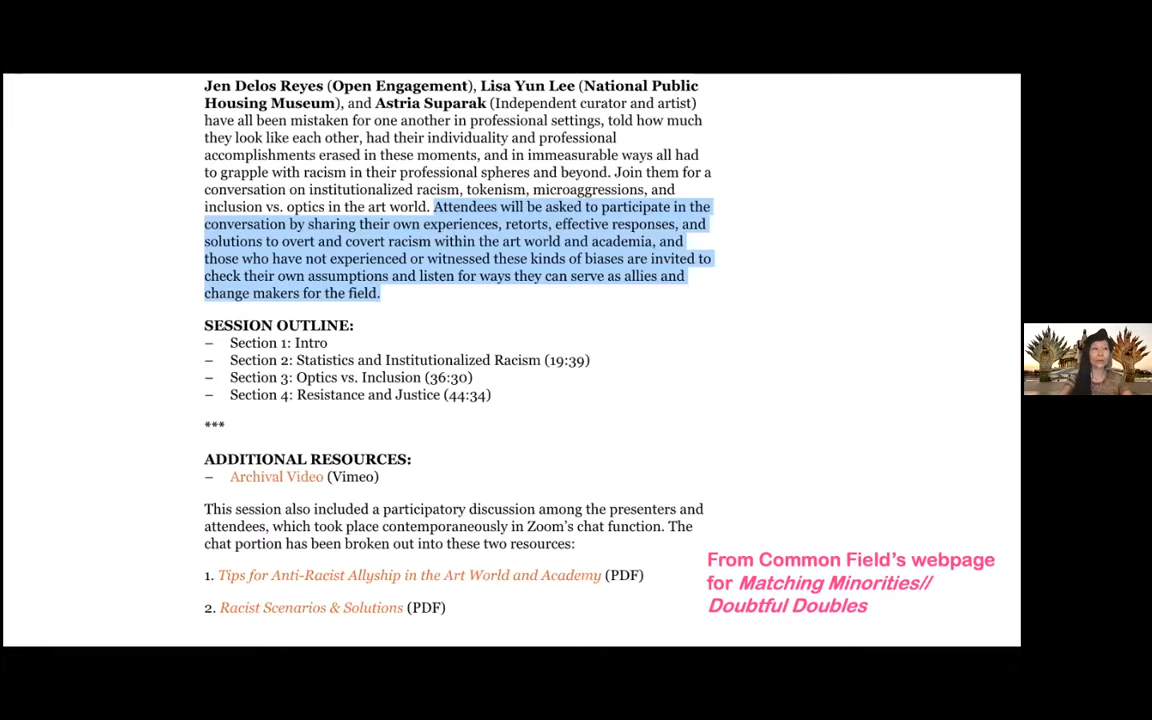 Jen Delos Reyes (Open Engagement), Lisa Yun Lee (National Public
Housing Museum), and Astria Suparak (Independent curator and artist)
have all been mistaken for one another in professional settings, told how much
they look like each other, had their individuality and professional
accomplishments erased in these moments, and in immeasurable ways all had
to grapple with racism in their professional spheres and beyond. Join them for a
conversation on institutionalized racism, tokenism, microaggressions, and
inclusion vs. optics in the art world. Attendees will be asked to participate in the
conversation by sharing their own experiences, retorts, effective responses, and
solutions to overt and covert racism within the art world and academia, and
those who have not experienced or witnessed these kinds of biases are invited to
check their own assumptions and listen for ways they can serve as allies and
change makers for the field.
SESSION OUTLINE:
– Section 1: Intro
– Section 2: Statistics and Institutionalized Racism (19:39)
– Section 3: Optics vs. Inclusion (36:30)
– Section 4: Resistance and Justice (44:34)
***
ADDITIONAL RESOURCES:
– Archival Video (Vimeo)
This session also included a participatory discussion among the presenters and
attendees, which took place contemporaneously in Zoom's chat function. The
chat portion has been broken out into these two resources:
1. Tips for Anti-Racist Allyship in the Art World and Academy (PDF)
2. Racist Scenarios & Solutions (PDF)
From Common Field's webpage
for Matching Minorities//
Doubtful Doubles